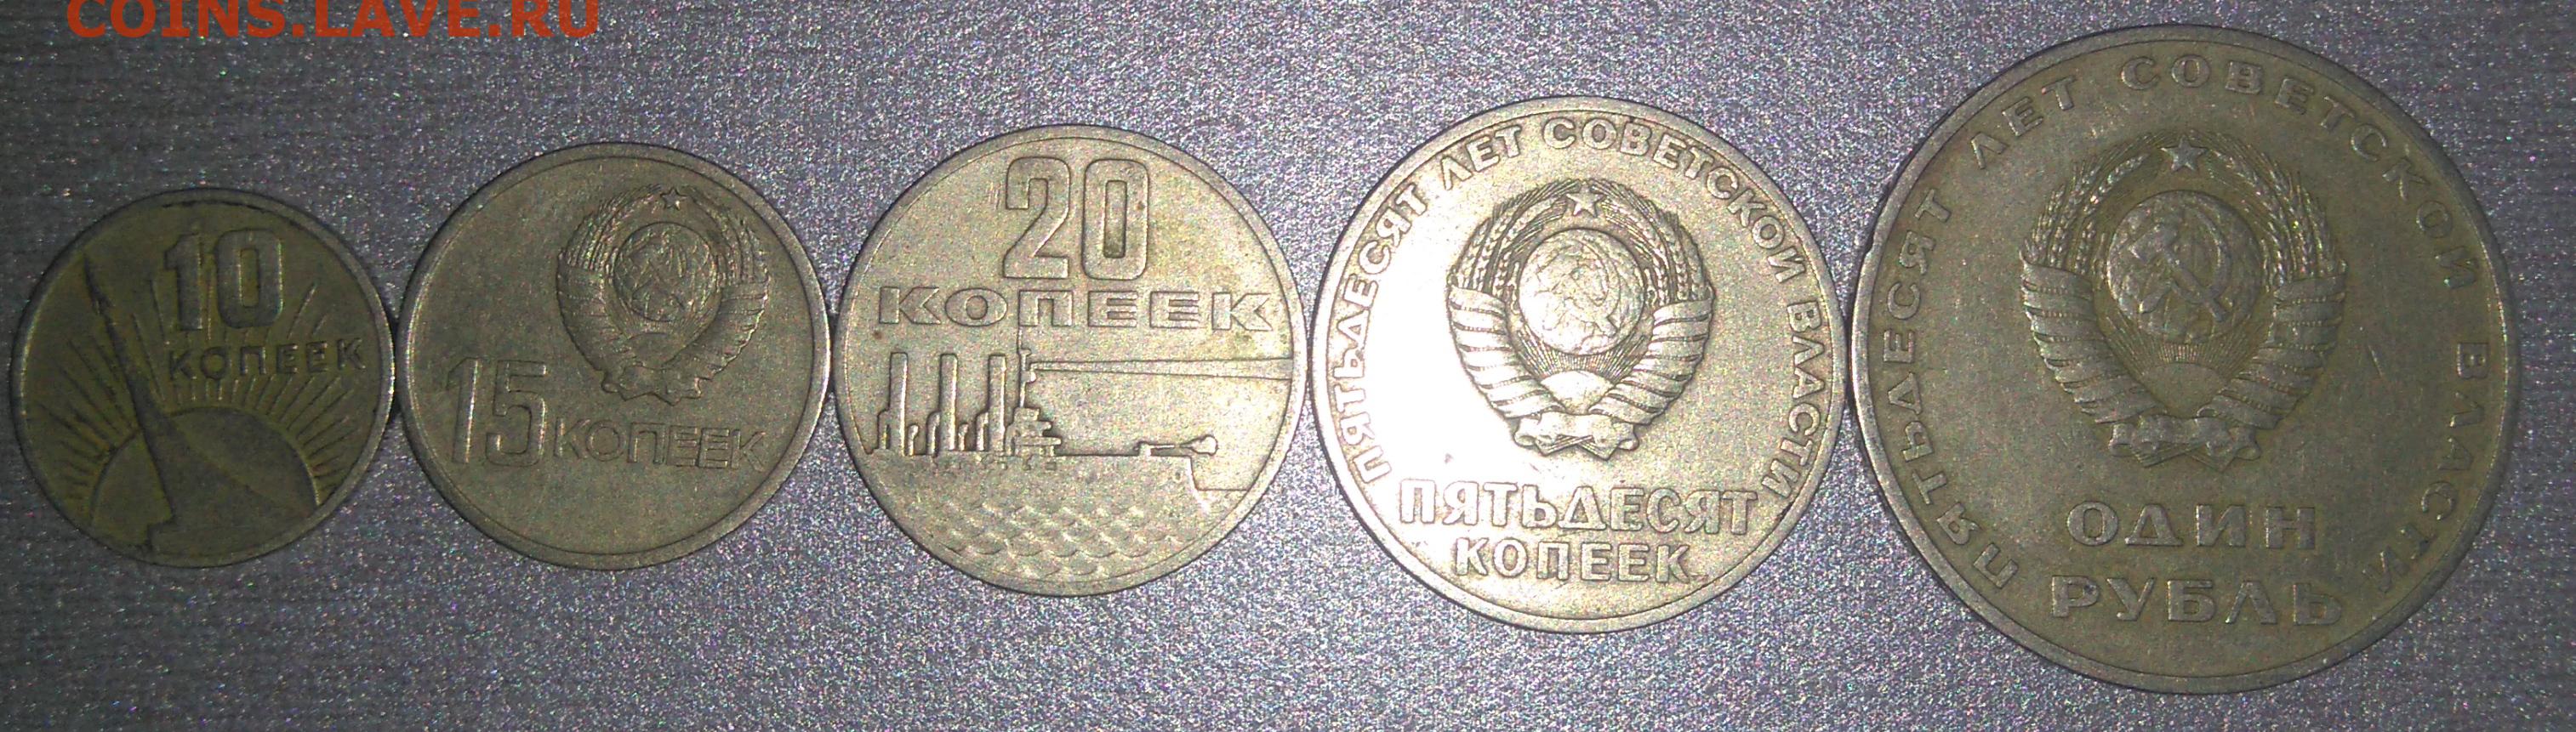 COINS.LAVE.RU
10
КОПЕЕК
15 КОПЕЕК
20
КОПЕЕК
ПЯТЬДЕСЯТ ЛЕТ СОВЕТСКОЙ ВЛАСТИ
ПЯТЬДЕСЯТ
КОПЕЕК
ПЯТЬДЕСЯТ ЛЕТ СОВЕТСКОЙ ВЛАСТИ
ОДИН
РУБЛЬ